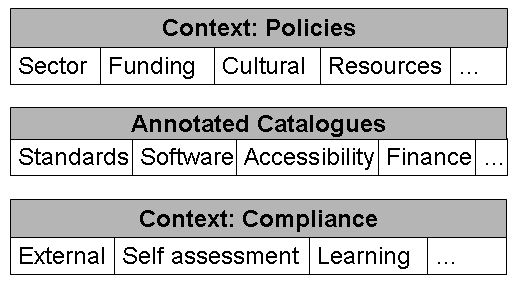 Context: Policies
Sector Funding Cultural Resources ...
Annotated Catalogues
Standards Software Accessibility Finance ...
Context: Compliance
External Self assessment Learning ...